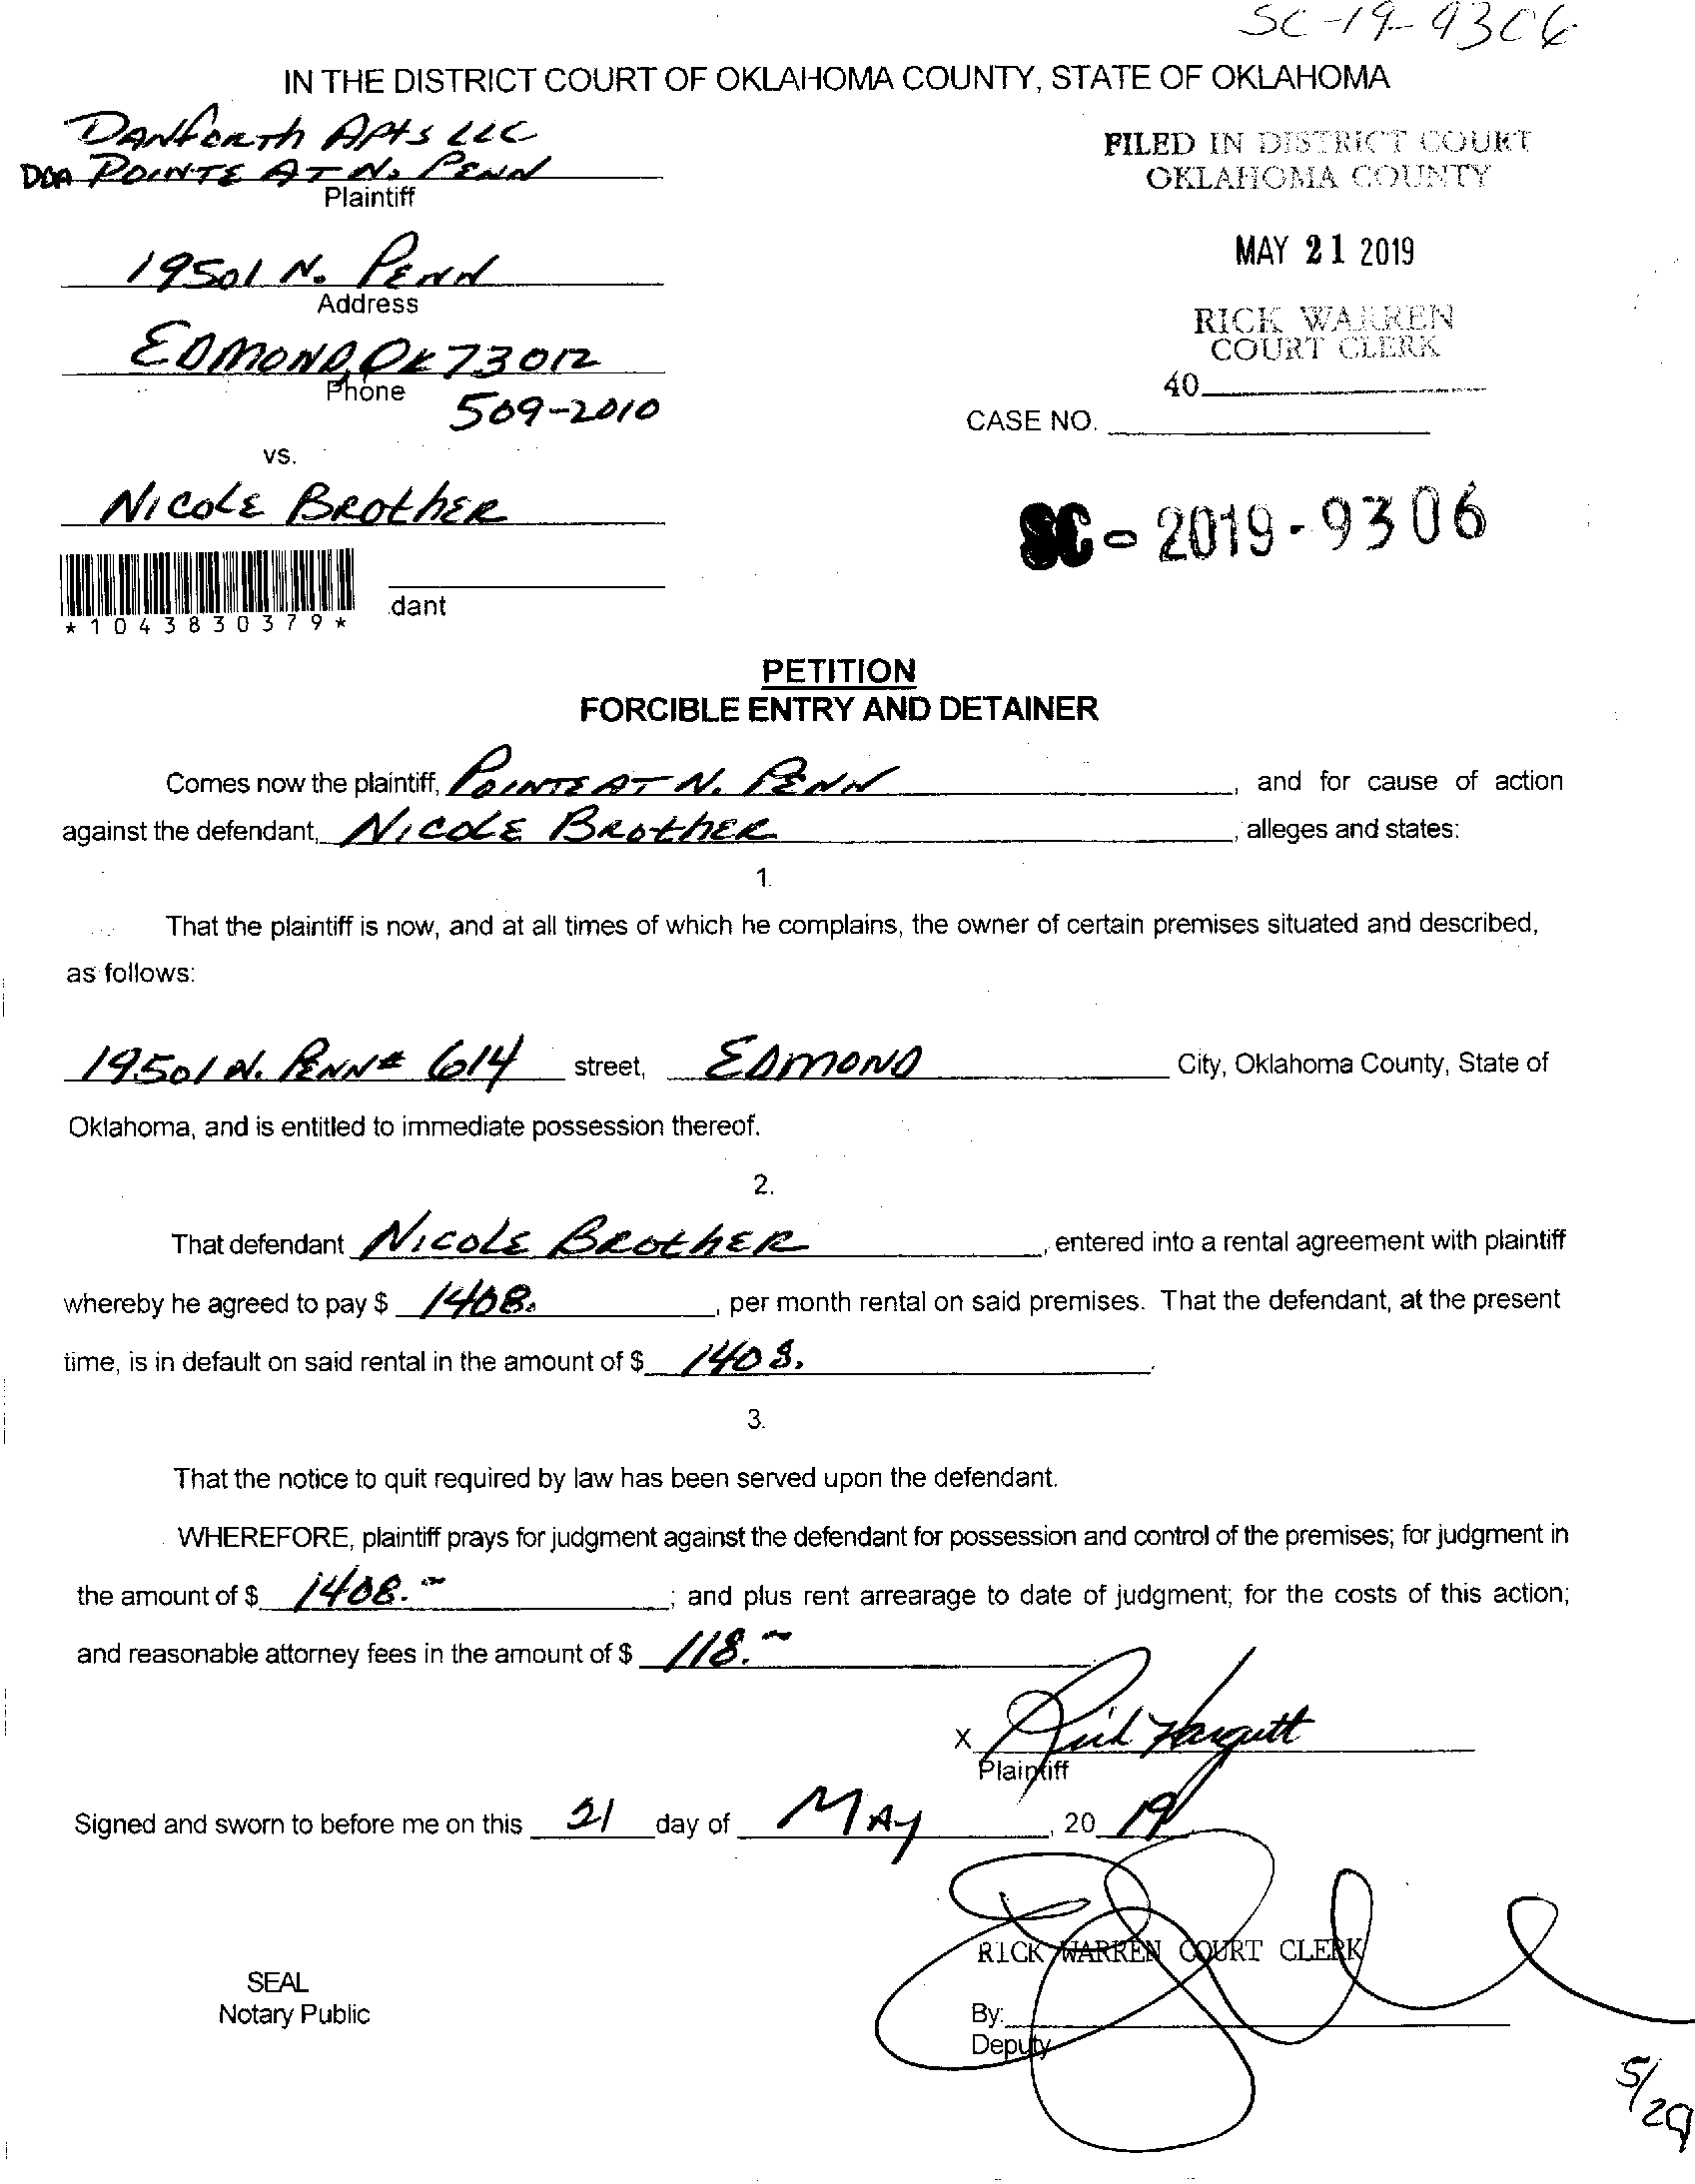 SC-19-9306
IN THE DISTRICT COURT OF OKLAHOMA COUNTY, STATE OF OKLAHOMA
DANforth Apts LLC
DBA POINTE AT N. PENN
Plaintiff
FILED IN DISTRICT COURT
OKLAHOMA COUNTY
19501 N. PENN
Address
MAY 21 2019
EDMOND, OK 73012
Phone
509-2010
RICK WARREN
COURT CLERK
40
CASE NO.
vs.
NICOLE BROTHER
SC - 2019 - 9306
*1043830379*
dant
PETITION
FORCIBLE ENTRY AND DETAINER
Comes now the plaintiff, POINTE AT N. PENN, and for cause of action
against the defendant, NICOLE BROTHER, alleges and states:
1.
That the plaintiff is now, and at all times of which he complains, the owner of certain premises situated and described,
as follows:
19501 N. PENN # 614 street, EDMOND City, Oklahoma County, State of
Oklahoma, and is entitled to immediate possession thereof.
2.
That defendant NICOLE BROTHER, entered into a rental agreement with plaintiff
whereby he agreed to pay $ 1408., per month rental on said premises. That the defendant, at the present
time, is in default on said rental in the amount of $ 1408.
3.
That the notice to quit required by law has been served upon the defendant.
WHEREFORE, plaintiff prays for judgment against the defendant for possession and control of the premises; for judgment in
the amount of $ 1408.-; and plus rent arrearage to date of judgment; for the costs of this action;
and reasonable attorney fees in the amount of $ 118.-
X Rick Hargett
Plaintiff
Signed and sworn to before me on this 21 day of MAY, 20 19
RICK WARREN COURT CLERK
SEAL
Notary Public
By:
Deputy
5/29